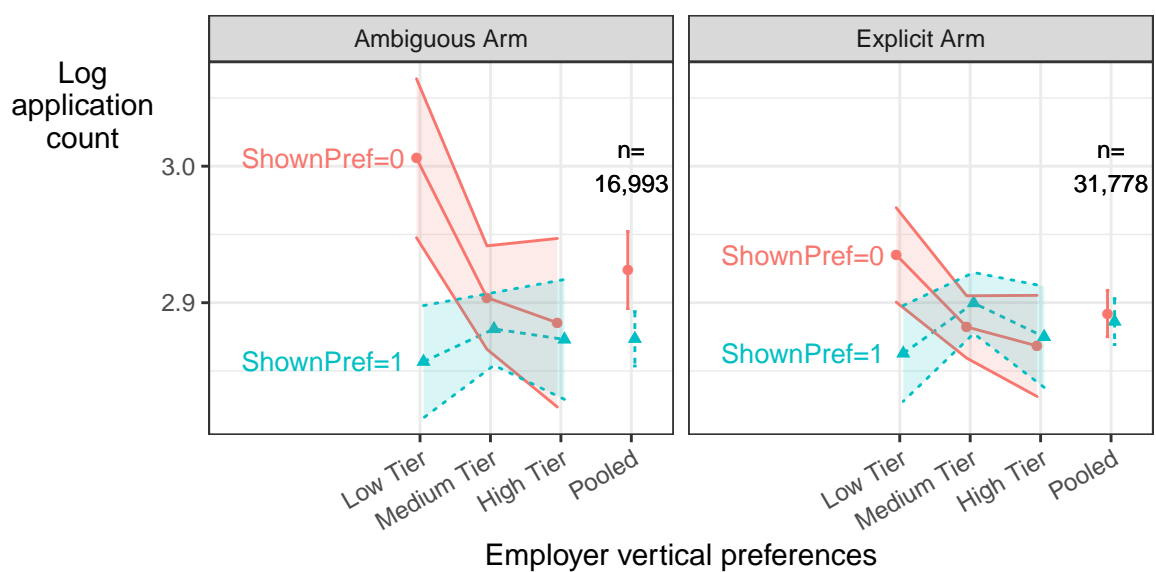 Ambiguous Arm
Explicit Arm
Log
application
count
3.0
2.9
ShownPref=0
ShownPref=1
n=
16,993
ShownPref=0
ShownPref=1
n=
31,778
Low Tier
Medium Tier
High Tier
Pooled
Low Tier
Medium Tier
High Tier
Pooled
Employer vertical preferences